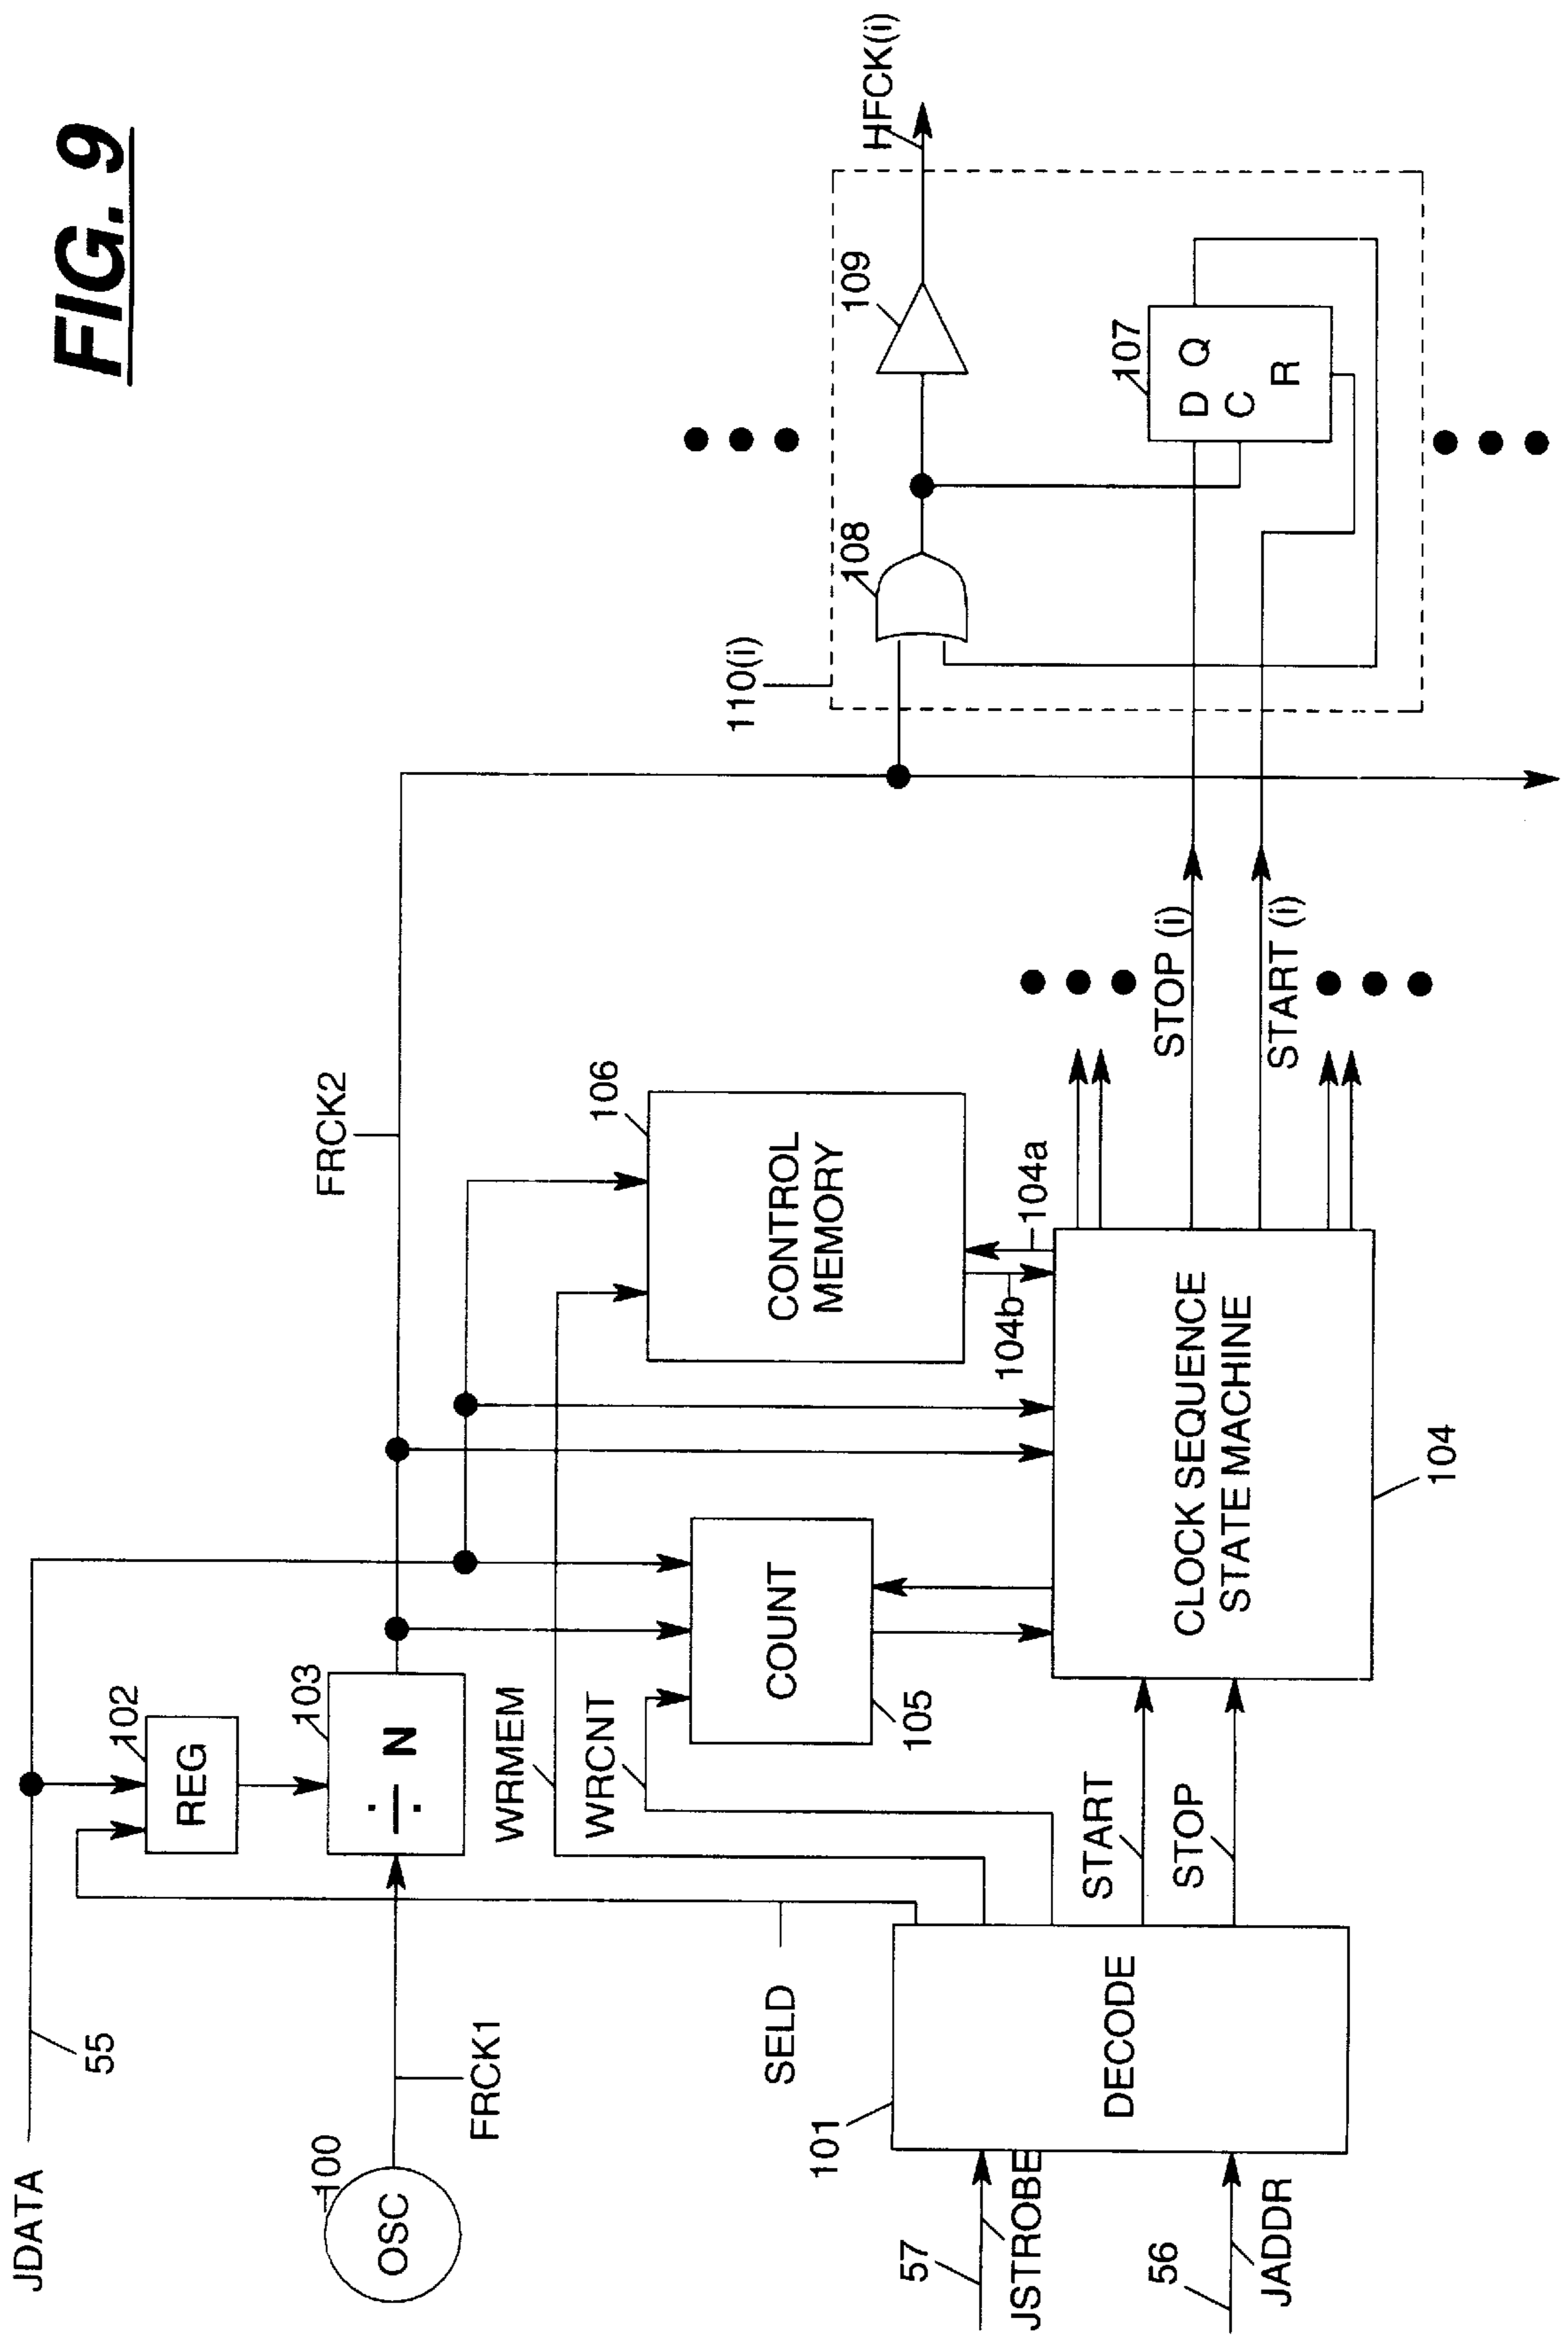 FIG. 9
JDATA
55
102
REG
100
OSC
FRCK1
103
÷ N
FRCK2
WRMEM
WRCNT
SELD
COUNT
105
106
CONTROL
MEMORY
104a
104b
101
DECODE
57
JSTROBE
56
JADDR
START
STOP
CLOCK SEQUENCE
STATE MACHINE
104
STOP (i)
START (i)
110(i)
108
109
HFCK(i)
107
D Q
C
R